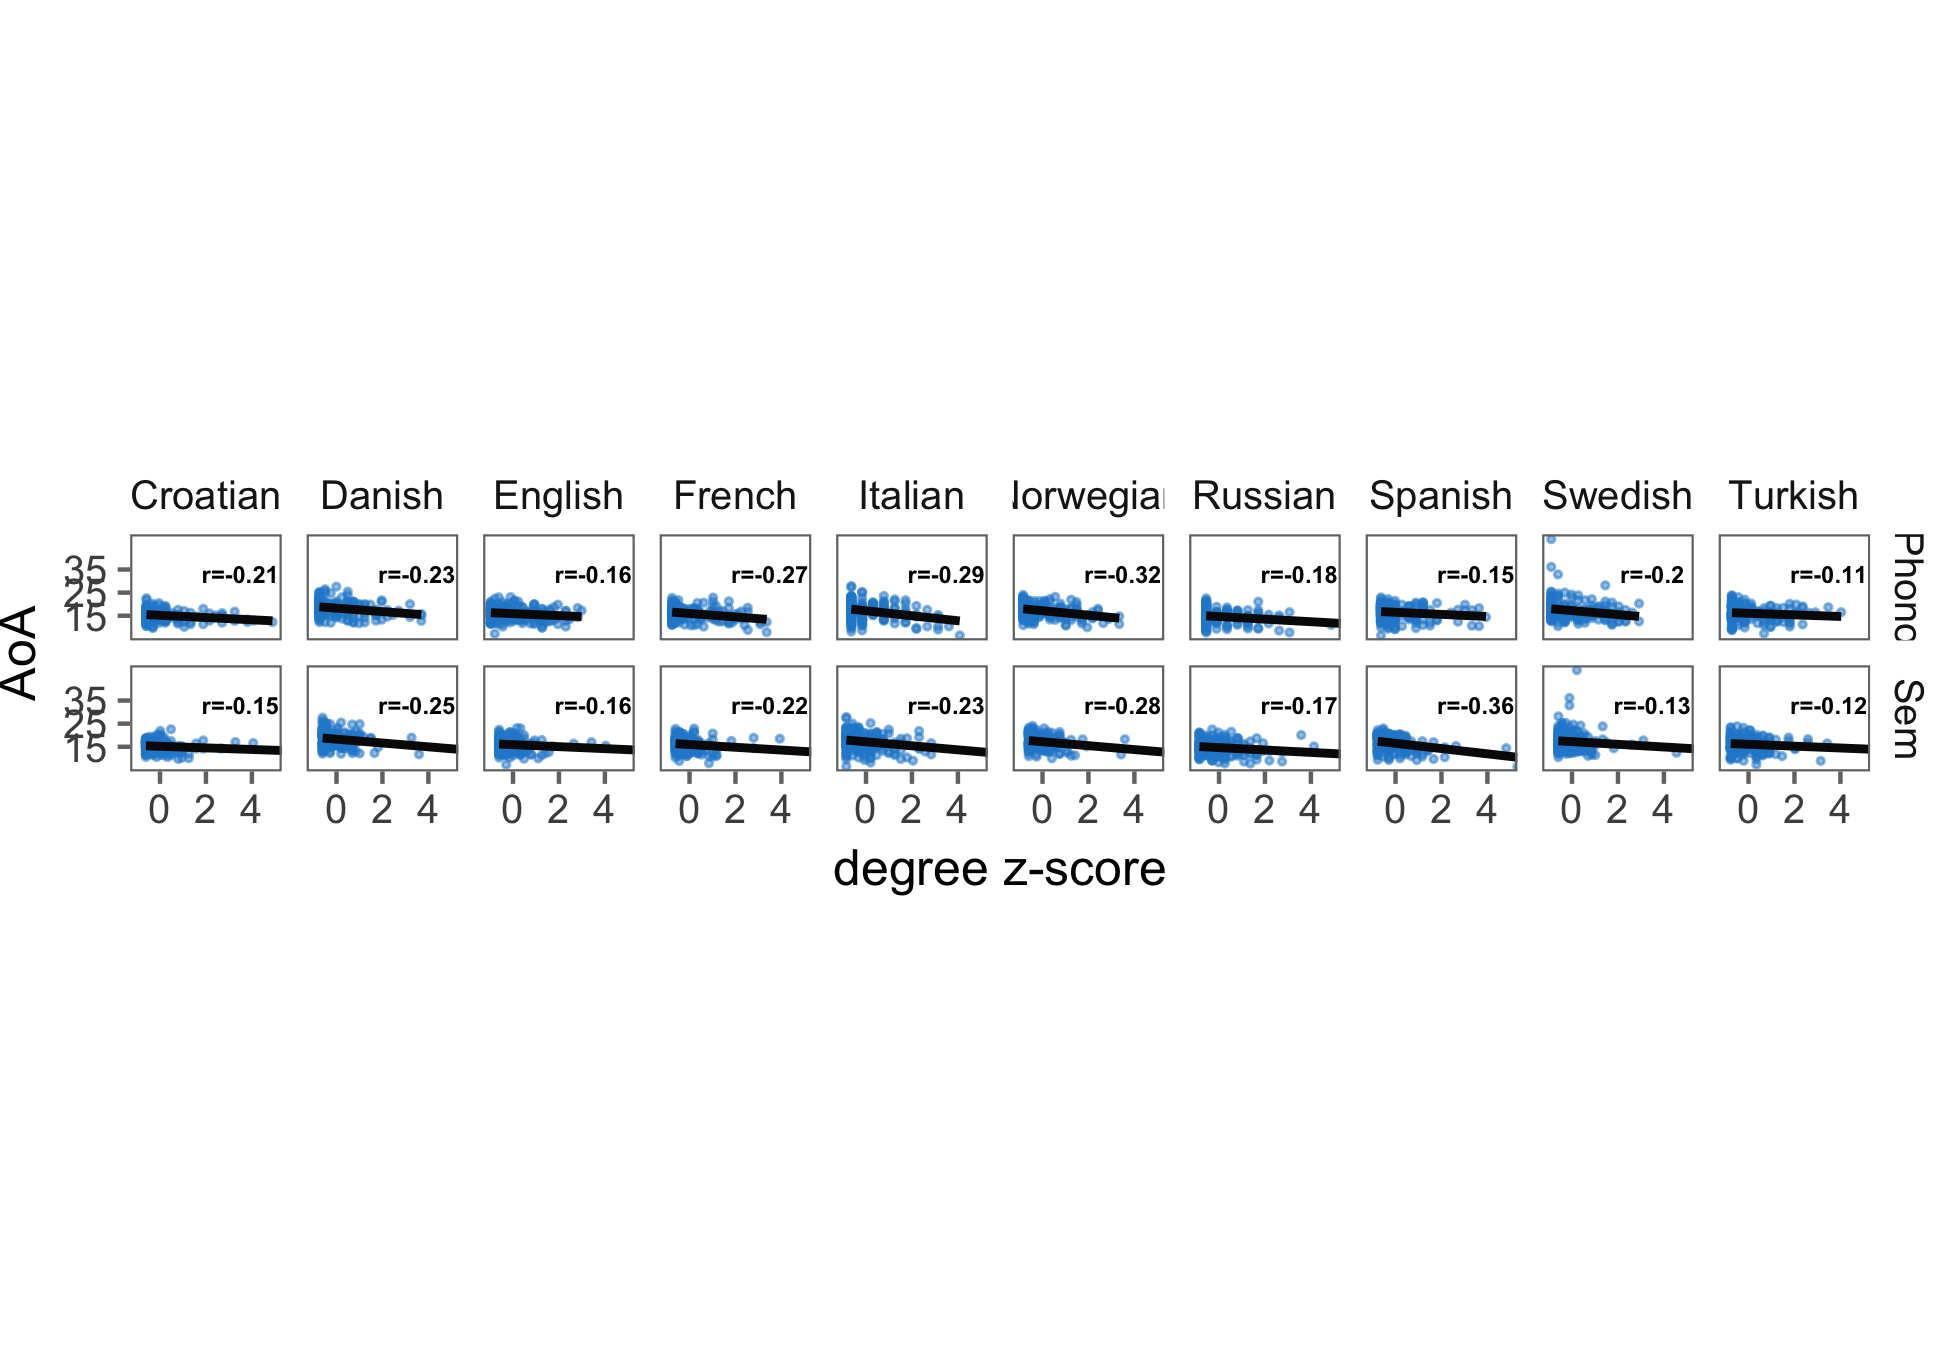 Croatian Danish English French Italian Norwegian Russian Spanish Swedish Turkish
r=-0.21 r=-0.23 r=-0.16 r=-0.27 r=-0.29 r=-0.32 r=-0.18 r=-0.15 r=-0.2 r=-0.11
35
25
15
Phono
AoA
r=-0.15 r=-0.25 r=-0.16 r=-0.22 r=-0.23 r=-0.28 r=-0.17 r=-0.36 r=-0.13 r=-0.12
35
25
15
Sem
0 2 4 0 2 4 0 2 4 0 2 4 0 2 4 0 2 4 0 2 4 0 2 4 0 2 4 0 2 4
degree z-score